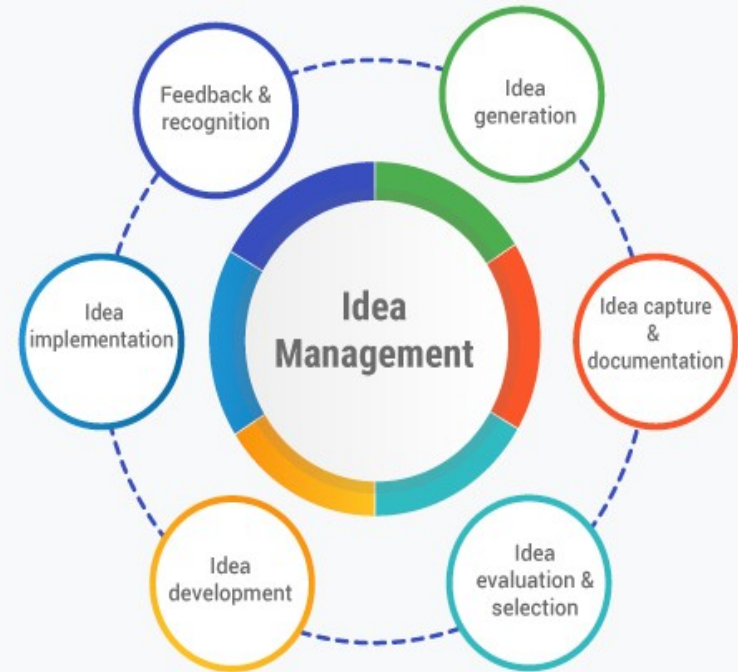 Idea
Management
Idea
generation
Idea capture
&
documentation
Idea
evaluation &
selection
Idea
development
Idea
implementation
Feedback &
recognition